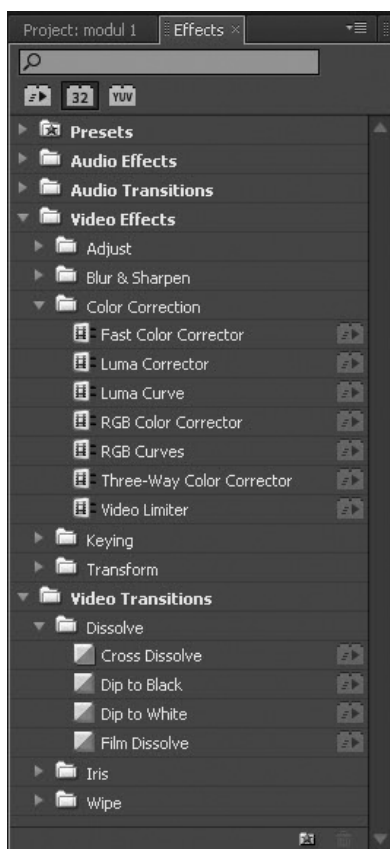 Project: modul 1 Effects ×
32 YUV
Presets
Audio Effects
Audio Transitions
Video Effects
Adjust
Blur & Sharpen
Color Correction
Fast Color Corrector
Luma Corrector
Luma Curve
RGB Color Corrector
RGB Curves
Three-Way Color Corrector
Video Limiter
Keying
Transform
Video Transitions
Dissolve
Cross Dissolve
Dip to Black
Dip to White
Film Dissolve
Iris
Wipe